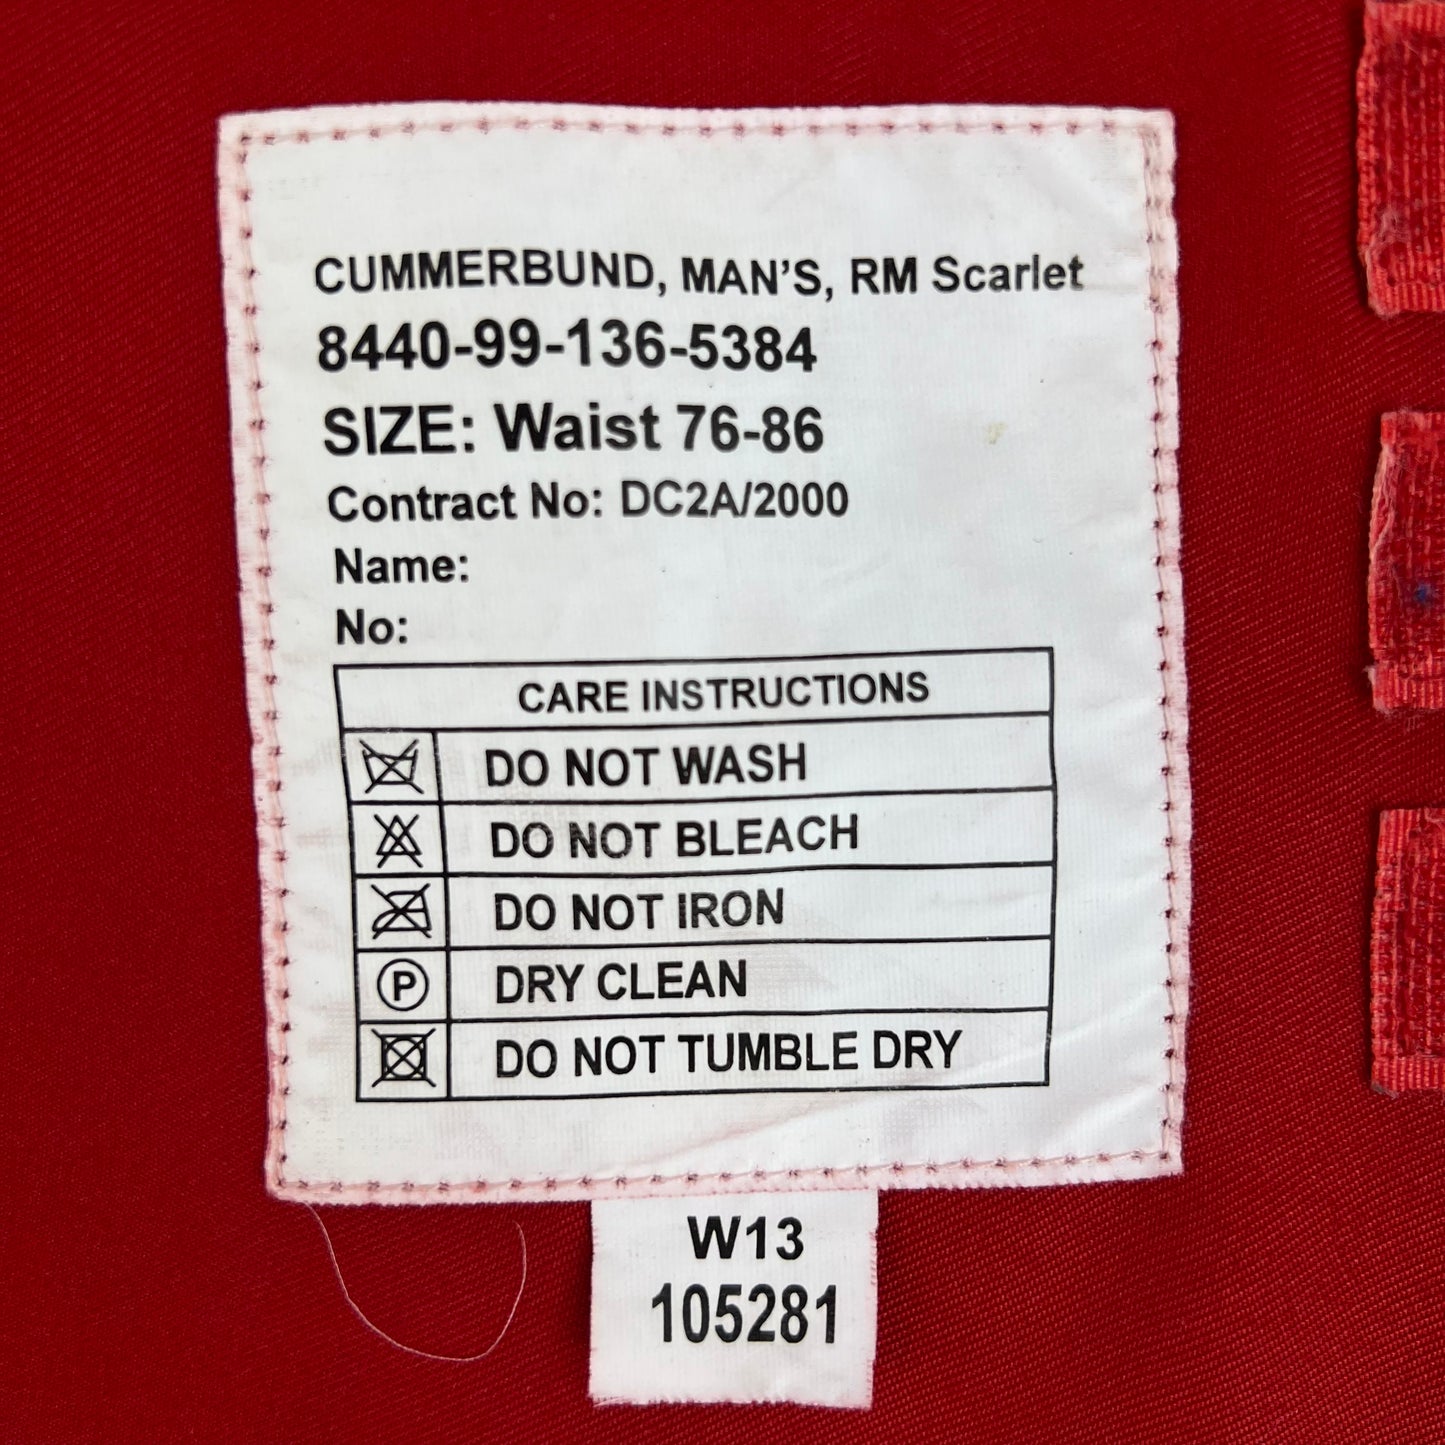 CUMMERBUND, MAN'S, RM Scarlet
8440-99-136-5384
SIZE: Waist 76-86
Contract No: DC2A/2000
Name:
No:
CARE INSTRUCTIONS
DO NOT WASH
DO NOT BLEACH
DO NOT IRON
P DRY CLEAN
DO NOT TUMBLE DRY
W13
105281